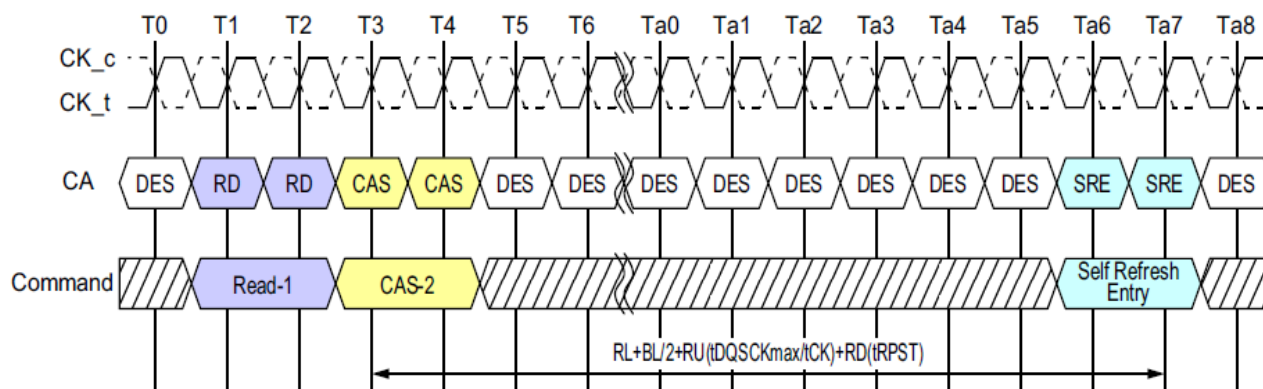 T0 T1 T2 T3 T4 T5 T6 Ta0 Ta1 Ta2 Ta3 Ta4 Ta5 Ta6 Ta7 Ta8
CK_c
CK_t
CA DES RD RD CAS CAS DES DES DES DES DES DES DES DES SRE SRE DES
Command Read-1 CAS-2 Self Refresh Entry
RL+BL/2+RU(tDQSCKmax/tCK)+RD(tRPST)